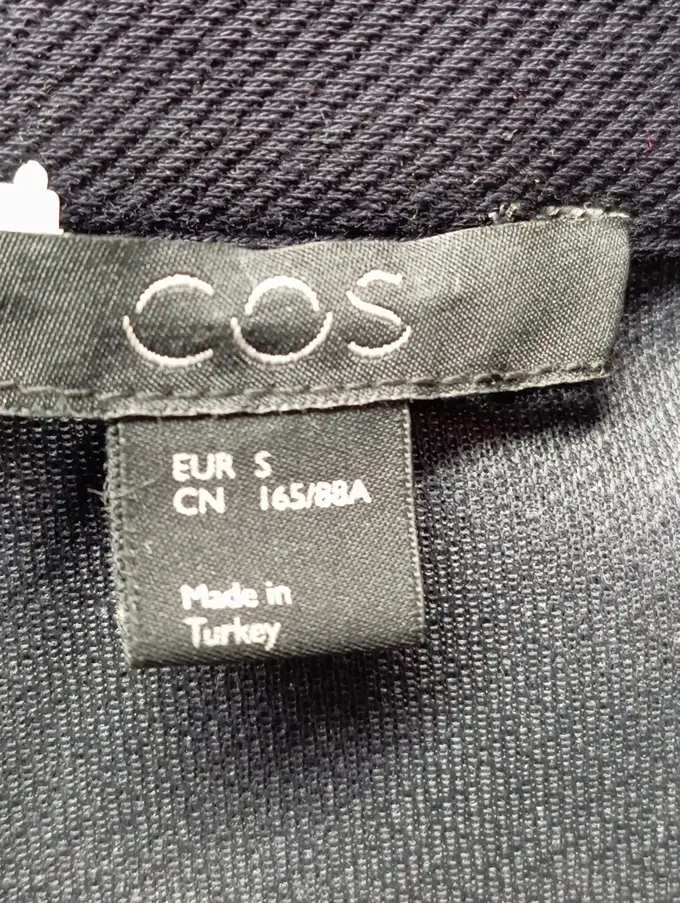 COS
EUR S
CN 165/88A
Made in
Turkey